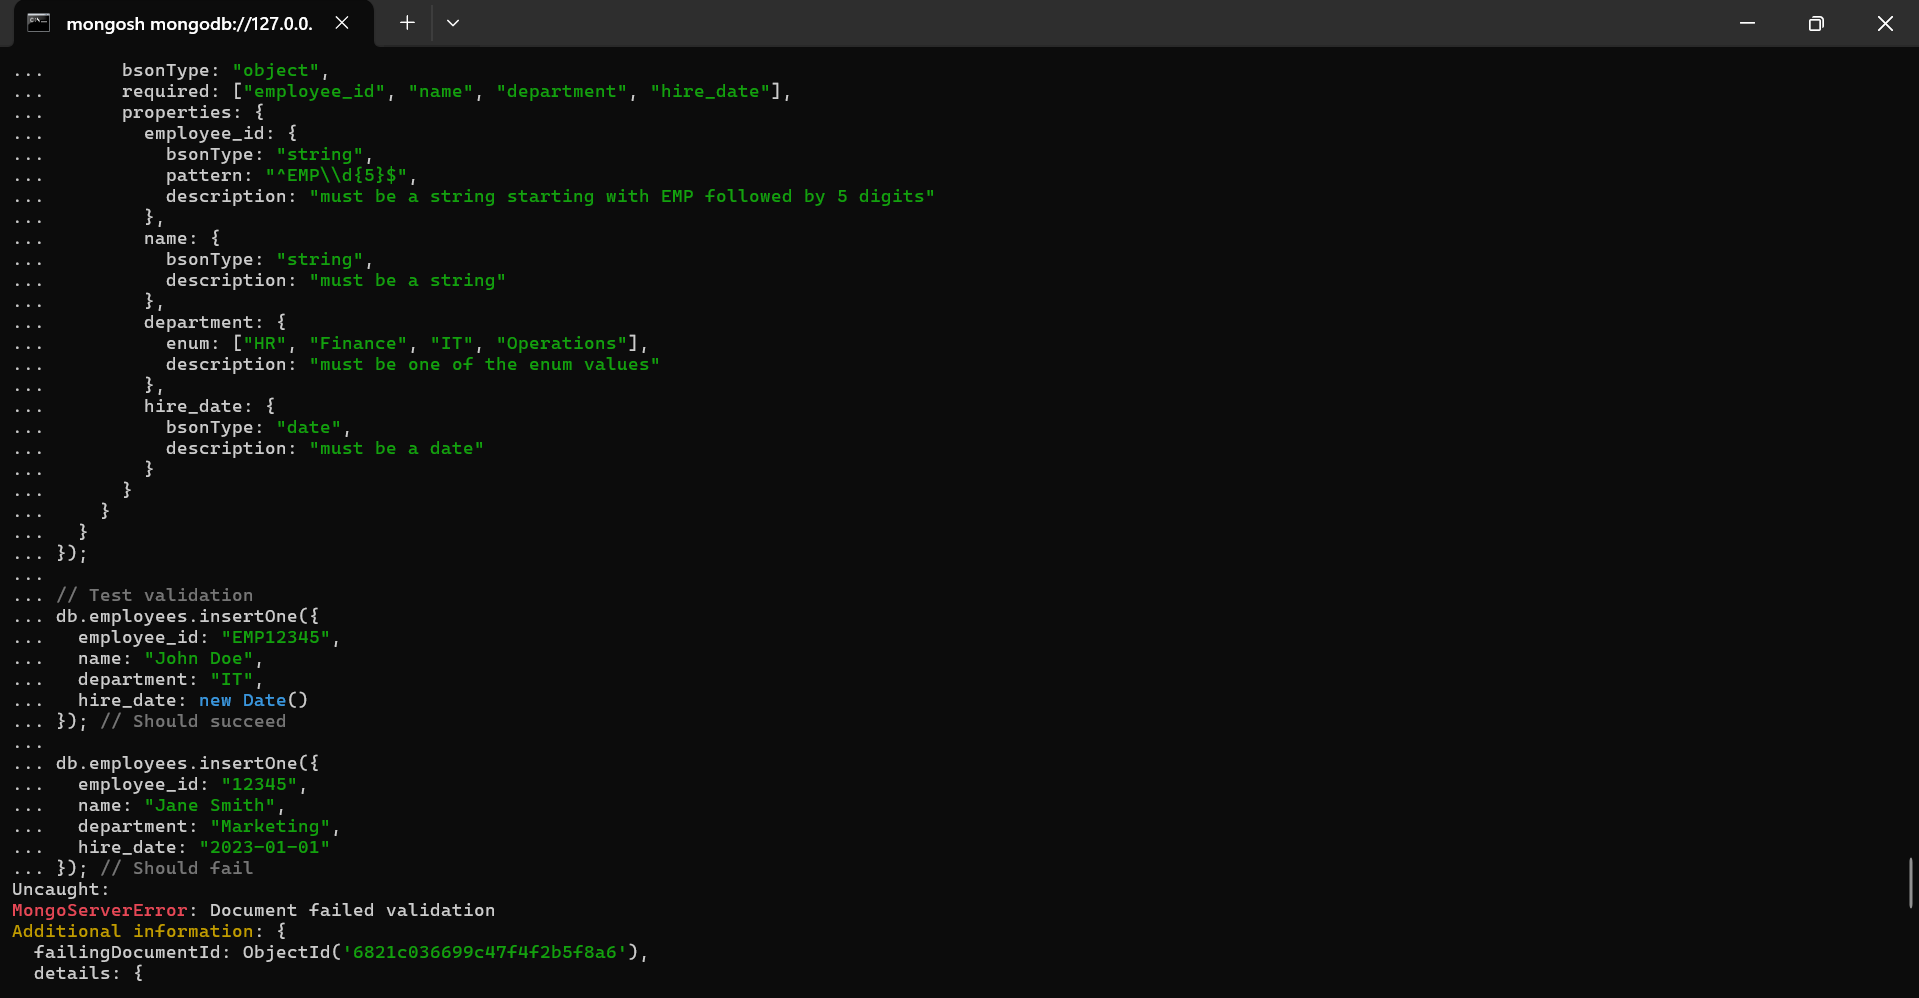 mongosh mongodb://127.0.0.
...       bsonType: "object",
...       required: ["employee_id", "name", "department", "hire_date"],
...       properties: {
...         employee_id: {
...           bsonType: "string",
...           pattern: "^EMP\\d{5}$",
...           description: "must be a string starting with EMP followed by 5 digits"
...         },
...         name: {
...           bsonType: "string",
...           description: "must be a string"
...         },
...         department: {
...           enum: ["HR", "Finance", "IT", "Operations"],
...           description: "must be one of the enum values"
...         },
...         hire_date: {
...           bsonType: "date",
...           description: "must be a date"
...         }
...       }
...     }
...   }
... });
...
... // Test validation
... db.employees.insertOne({
...   employee_id: "EMP12345",
...   name: "John Doe",
...   department: "IT",
...   hire_date: new Date()
... }); // Should succeed
...
... db.employees.insertOne({
...   employee_id: "12345",
...   name: "Jane Smith",
...   department: "Marketing",
...   hire_date: "2023-01-01"
... }); // Should fail
Uncaught:
MongoServerError: Document failed validation
Additional information: {
  failingDocumentId: ObjectId('6821c036699c47f4f2b5f8a6'),
  details: {